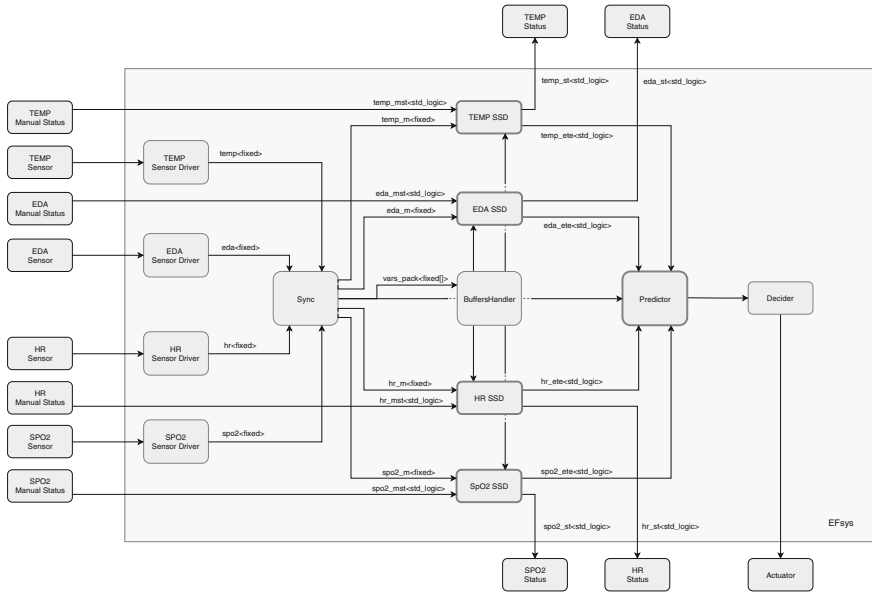 TEMP
Status
EDA
Status
temp_st<std_logic>
eda_st<std_logic>
TEMP
Manual Status
temp_mst<std_logic>
temp_m<fixed>
TEMP SSD
temp_ete<std_logic>
TEMP
Sensor
TEMP
Sensor Driver
temp<fixed>
EDA
Manual Status
eda_mst<std_logic>
eda_m<fixed>
EDA SSD
eda_ete<std_logic>
EDA
Sensor
EDA
Sensor Driver
eda<fixed>
Sync
vars_pack<fixed[]>
BuffersHandler
Predictor
Decider
HR
Sensor
HR
Sensor Driver
hr<fixed>
HR
Manual Status
hr_m<fixed>
hr_mst<std_logic>
HR SSD
hr_ete<std_logic>
SPO2
Sensor
SPO2
Sensor Driver
spo2<fixed>
SPO2
Manual Status
spo2_m<fixed>
spo2_mst<std_logic>
SpO2 SSD
spo2_ete<std_logic>
spo2_st<std_logic>
hr_st<std_logic>
EFsys
SPO2
Status
HR
Status
Actuator